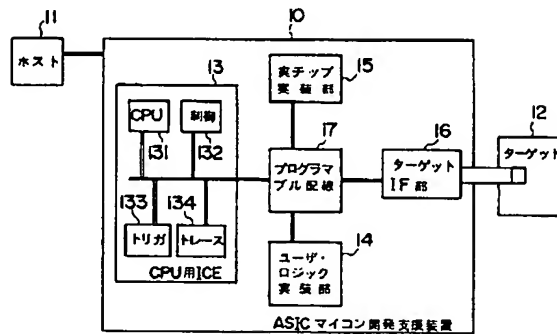 10
11
ホスト
13
CPU
131
制御
132
133
トリガ
134
トレース
CPU用ICE
15
実チップ
実装部
17
プログラマ
ブル配線
14
ユーザ・
ロジック
実装部
16
ターゲット
IF部
12
ターゲット
ASICマイコン開発支援装置